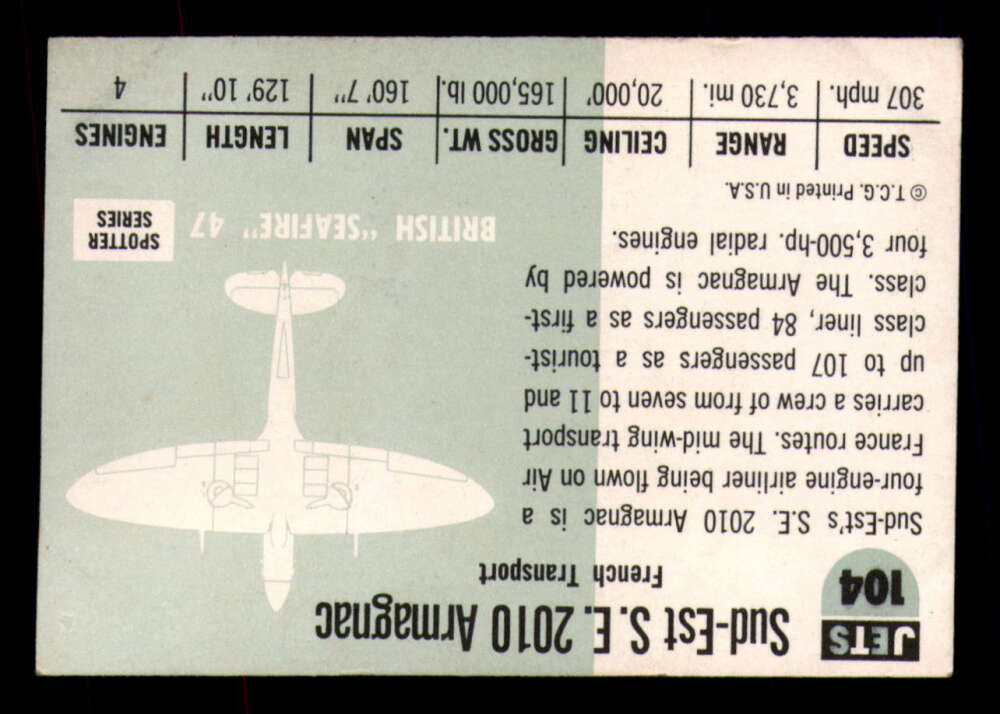 JETS
104
Sud-Est S.E. 2010 Armagnac
French Transport
Sud-Est's S.E. 2010 Armagnac is a
four-engine airliner being flown on Air
France routes. The mid-wing transport
carries a crew of from seven to 11 and
up to 107 passengers as a tourist-
class liner, 84 passengers as a first-
class. The Armagnac is powered by
four 3,500-hp. radial engines.
© T.C.G. Printed in U.S.A.
BRITISH "SEAFIRE" 47
SPOTTER
SERIES
SPEED RANGE CEILING GROSS WT. SPAN LENGTH ENGINES
307 mph. 3,730 mi. 20,000' 165,000 lb. 160' 7" 129' 10" 4